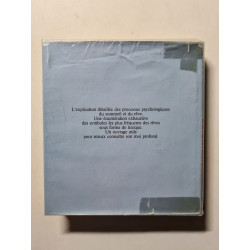 L'explication détaillée des processus psychologiques
du sommeil et du rêve.
Une énumération exhaustive
des symboles les plus fréquents des rêves
sous forme de lexique.
Un ouvrage utile
pour mieux connaître son moi profond.